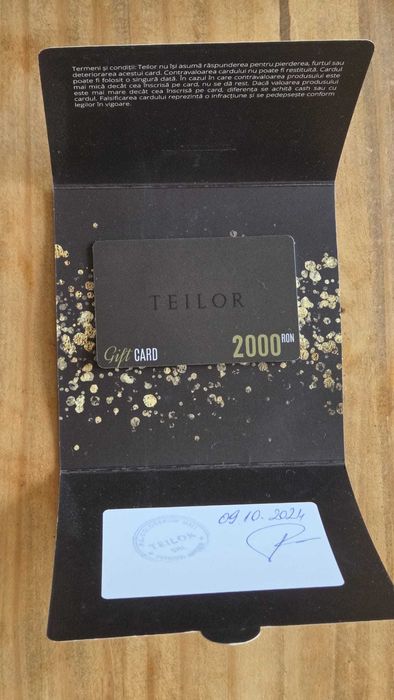 Termeni și condiții: Teilor nu își asumă răspunderea pentru pierderea, furtul sau
deteriorarea acestui card. Contravaloarea cardului nu poate fi restituită. Cardul
poate fi folosit o singură dată. În cazul în care contravaloarea produsului este
mai mică decât cea înscrisă pe card, nu se dă rest. Dacă valoarea produsului
este mai mare decât cea înscrisă pe card, diferența se achită cash sau cu
cardul. Falsificarea cardului reprezintă o infracțiune și se pedepsește conform
legilor în vigoare.
TEILOR
Gift CARD
2000 RON
09.10.2024
TEILOR
SRL